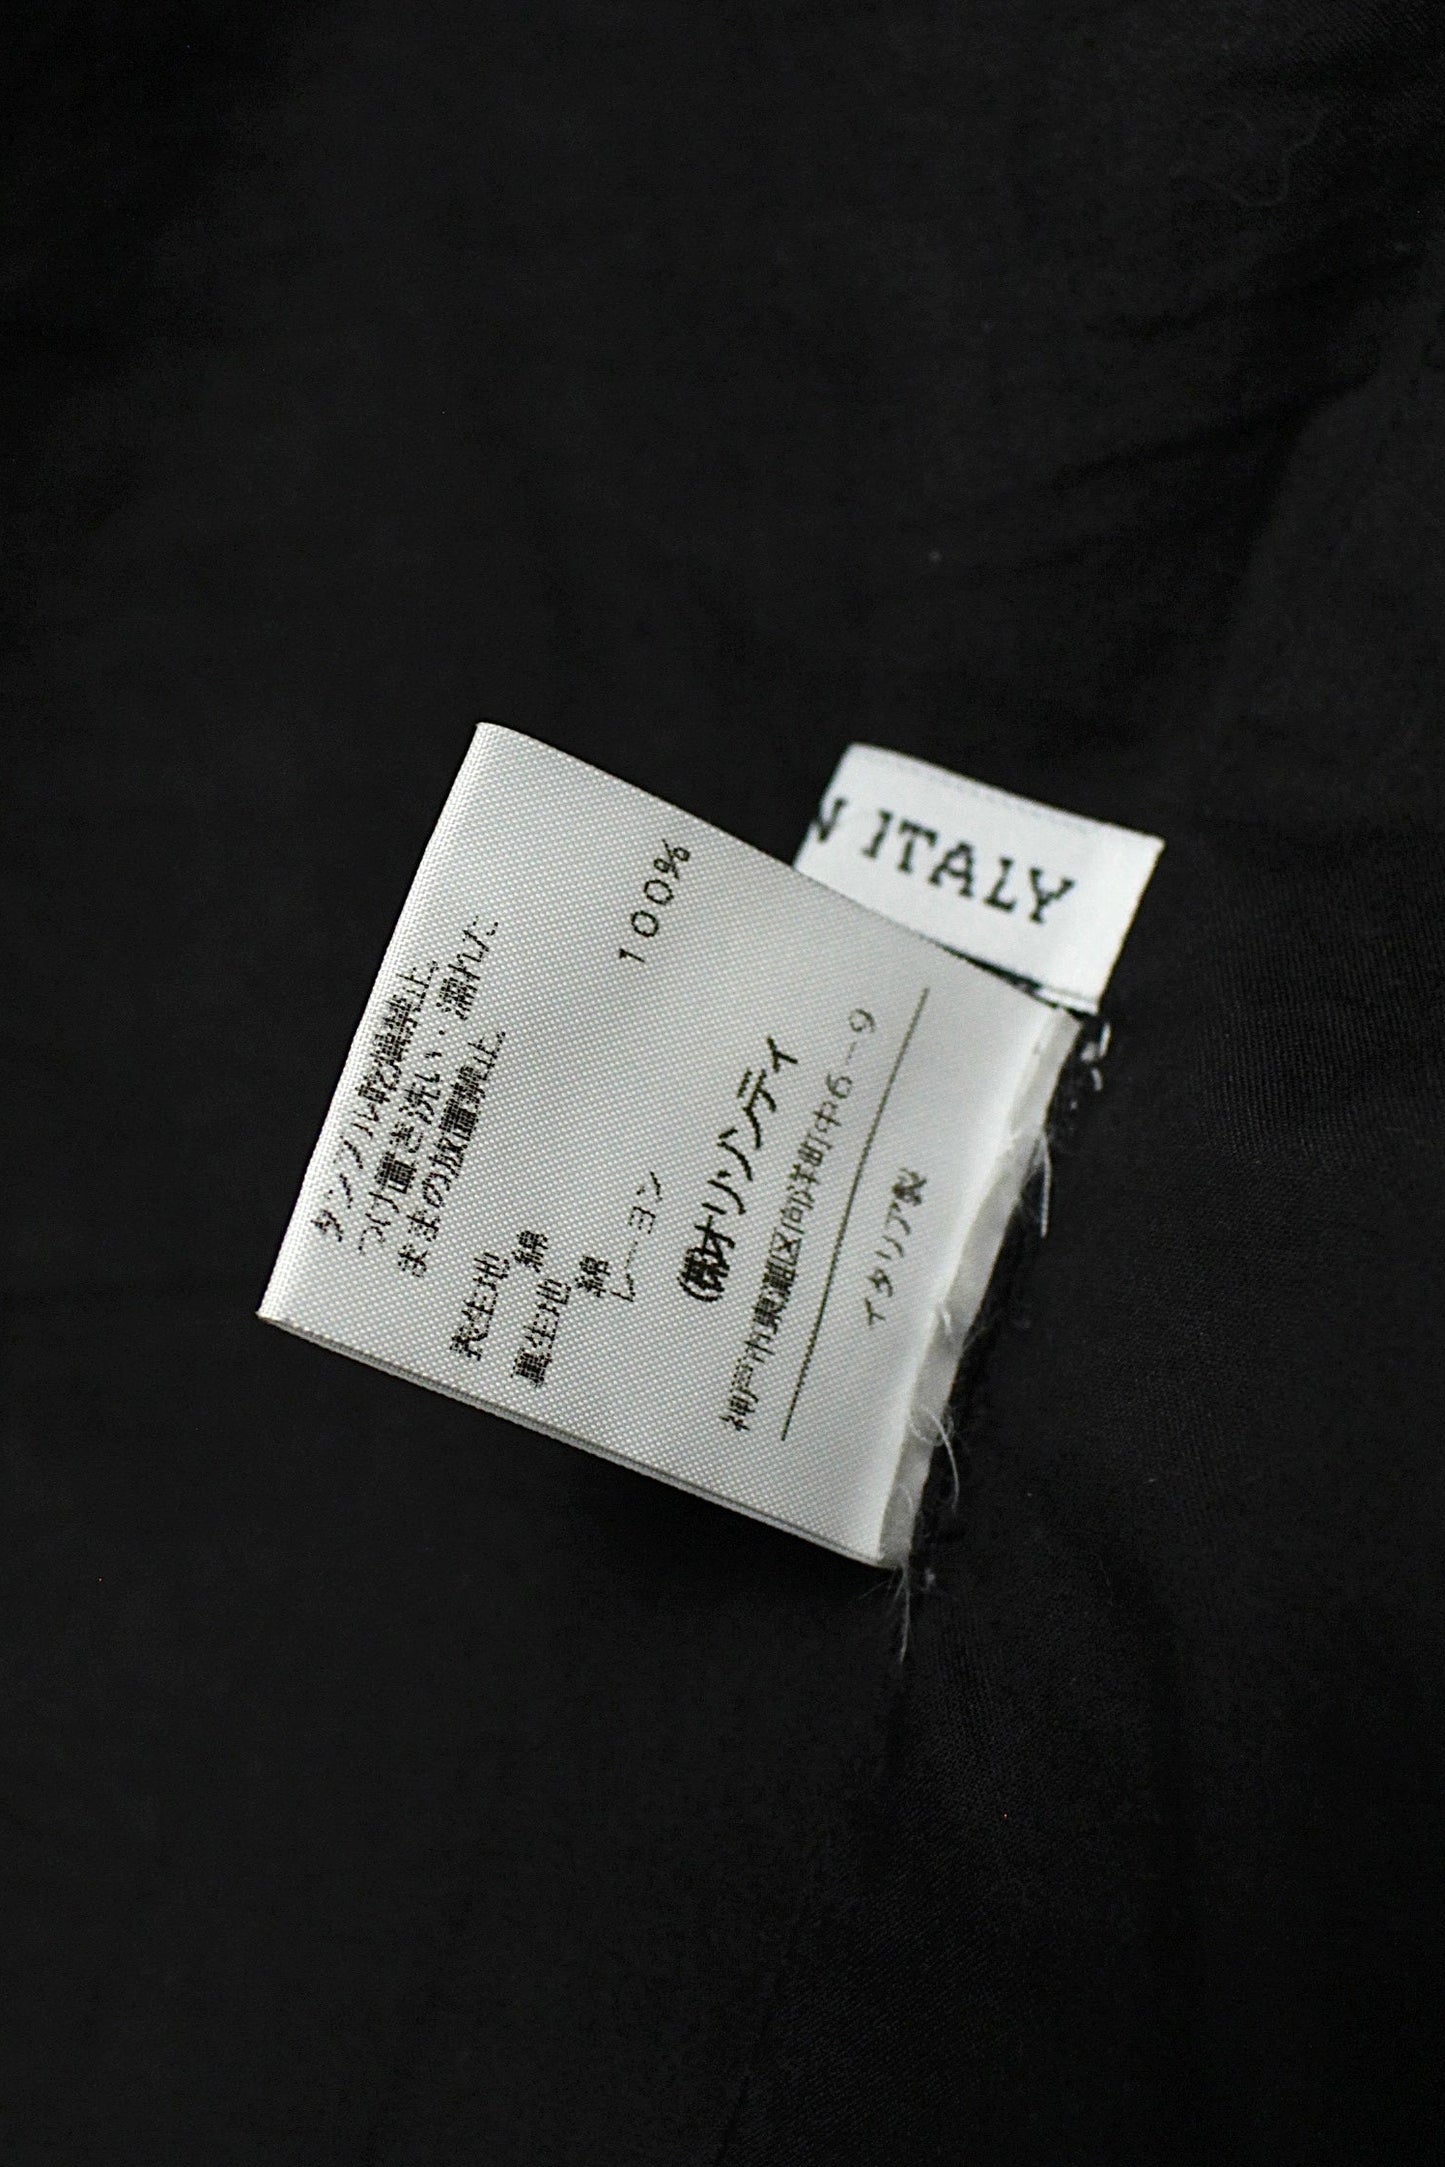 ITALY
タンブル乾燥禁止。
つけ置き洗い・濡れた
ままの放置禁止。
表生地
綿
裏生地
綿
レーヨン 100%
(株)オリゾンティ
神戸市東灘区向洋町中6-9
イタリア製